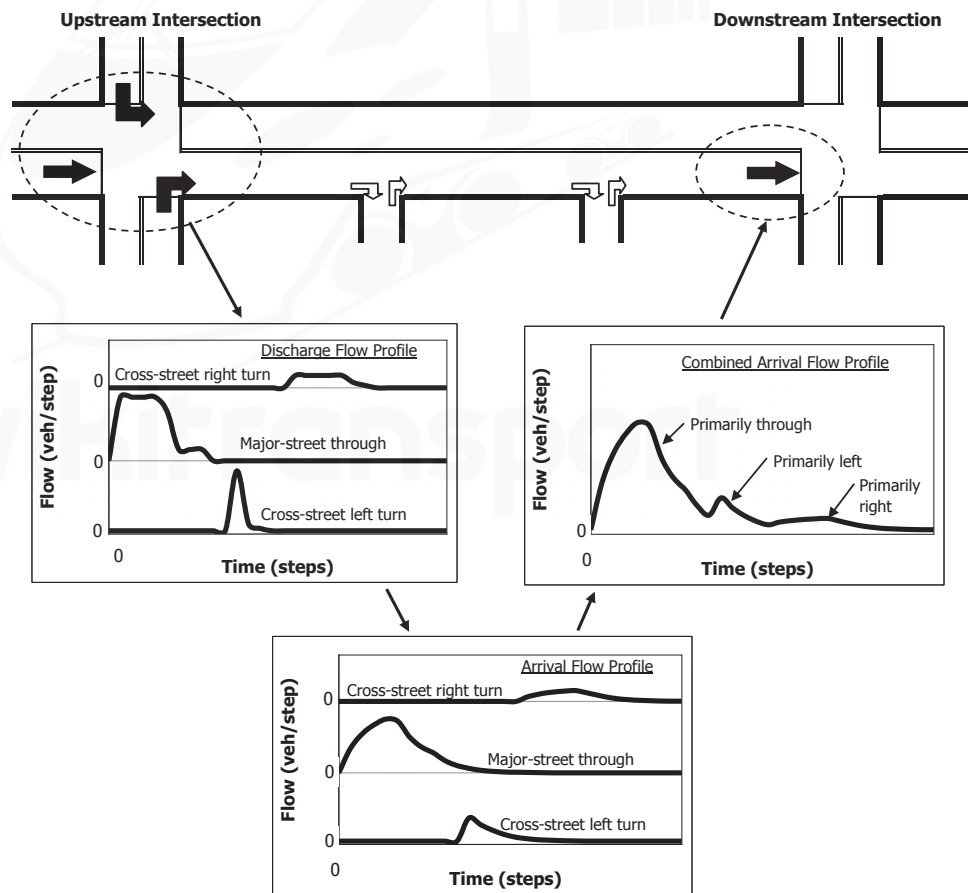 Upstream Intersection
Downstream Intersection
Discharge Flow Profile
Cross-street right turn
Major-street through
Cross-street left turn
0
0
0
0
Flow (veh/step)
Time (steps)
Combined Arrival Flow Profile
Primarily through
Primarily left
Primarily
right
0
0
Flow (veh/step)
Time (steps)
Arrival Flow Profile
Cross-street right turn
Major-street through
Cross-street left turn
0
0
0
0
Flow (veh/step)
Time (steps)